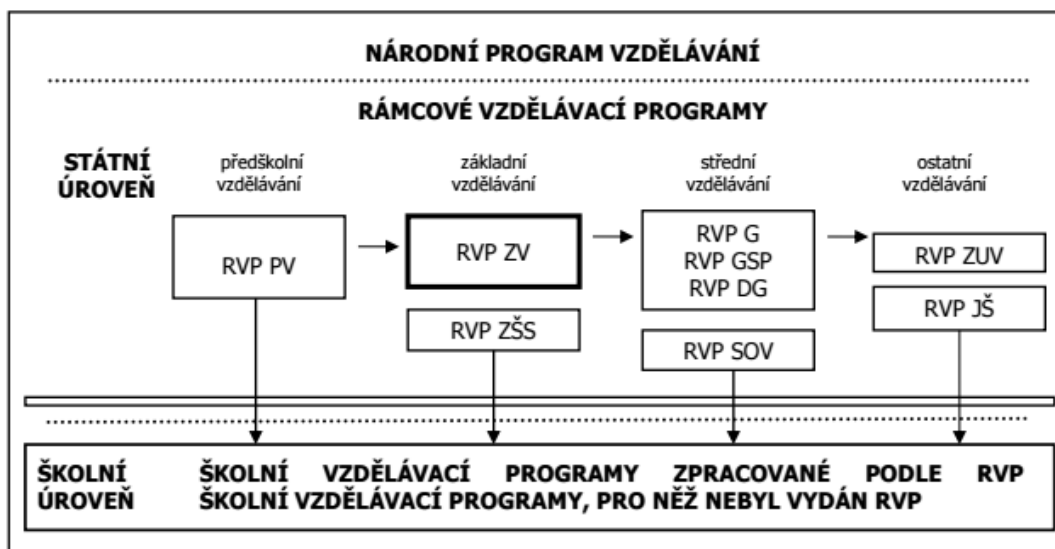 NÁRODNÍ PROGRAM VZDĚLÁVÁNÍ
RÁMCOVÉ VZDĚLÁVACÍ PROGRAMY
STÁTNÍ
ÚROVEŇ
předškolní
vzdělávání
základní
vzdělávání
střední
vzdělávání
ostatní
vzdělávání
RVP PV
RVP ZV
RVP G
RVP GSP
RVP DG
RVP ZUV
RVP ZŠS
RVP SOV
RVP JŠ
ŠKOLNÍ ŠKOLNÍ VZDĚLÁVACÍ PROGRAMY ZPRACOVANÉ PODLE RVP
ÚROVEŇ ŠKOLNÍ VZDĚLÁVACÍ PROGRAMY, PRO NĚŽ NEBYL VYDÁN RVP